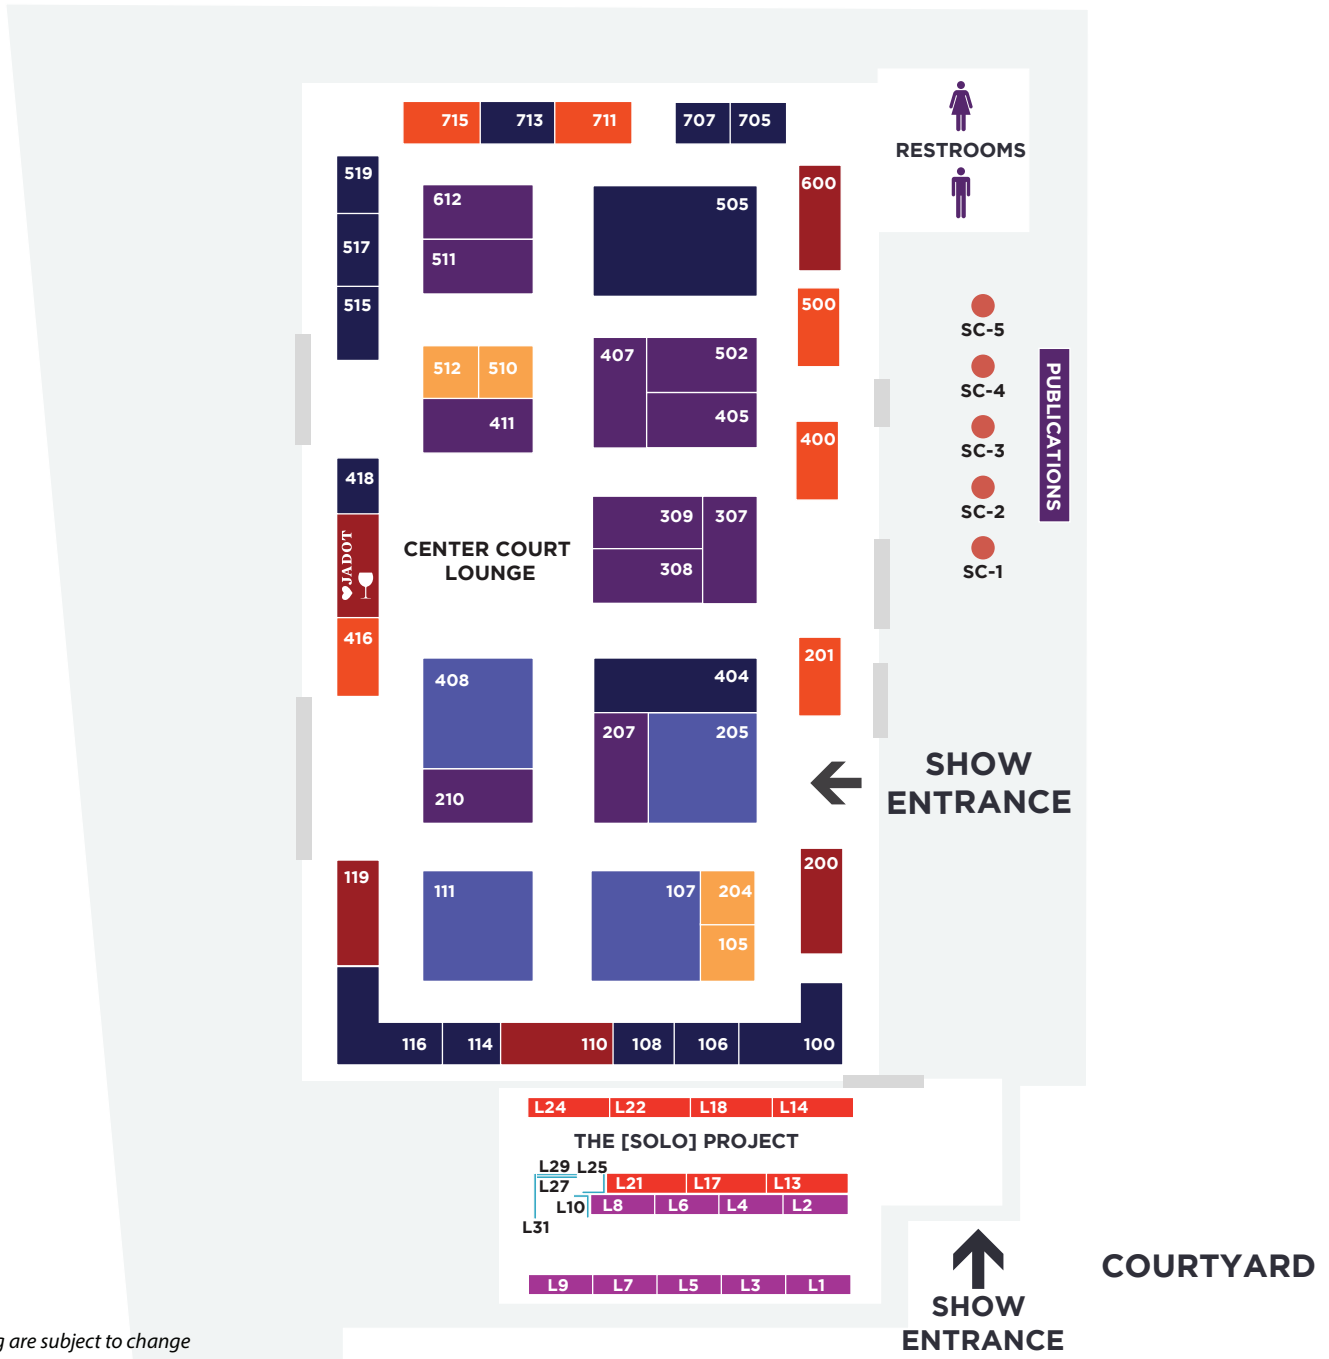 715 713 711 707 705
RESTROOMS
519
517
515
612
511
505
600
500
512 510
411
407 502
405
400
SC-5
SC-4
SC-3
SC-2
SC-1
PUBLICATIONS
418
JADOT
416
CENTER COURT
LOUNGE
309 307
308
408
210
404
207 205
201
SHOW
ENTRANCE
119
111
107 204
105
200
116 114 110 108 106 100
L24 L22 L18 L14
THE [SOLO] PROJECT
L29 L25
L27
L21 L17 L13
L10 L8 L6 L4 L2
L31
L9 L7 L5 L3 L1
COURTYARD
SHOW
ENTRANCE
are subject to change